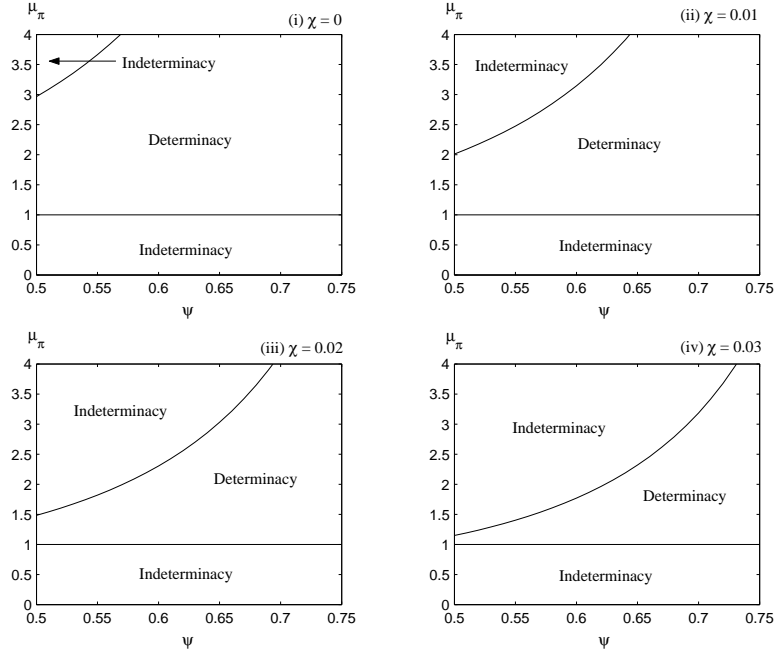 μπ
(i) χ = 0
4
3.5
Indeterminacy
3
2.5
Determinacy
2
1.5
1
0.5
Indeterminacy
0
0.5 0.55 0.6 0.65 0.7 0.75
ψ
μπ
(ii) χ = 0.01
4
3.5
Indeterminacy
3
2.5
Determinacy
2
1.5
1
0.5
Indeterminacy
0
0.5 0.55 0.6 0.65 0.7 0.75
ψ
μπ
(iii) χ = 0.02
4
3.5
Indeterminacy
3
2.5
2
Determinacy
1.5
1
0.5
Indeterminacy
0
0.5 0.55 0.6 0.65 0.7 0.75
ψ
μπ
(iv) χ = 0.03
4
3.5
3
Indeterminacy
2.5
2
Determinacy
1.5
1
0.5
Indeterminacy
0
0.5 0.55 0.6 0.65 0.7 0.75
ψ